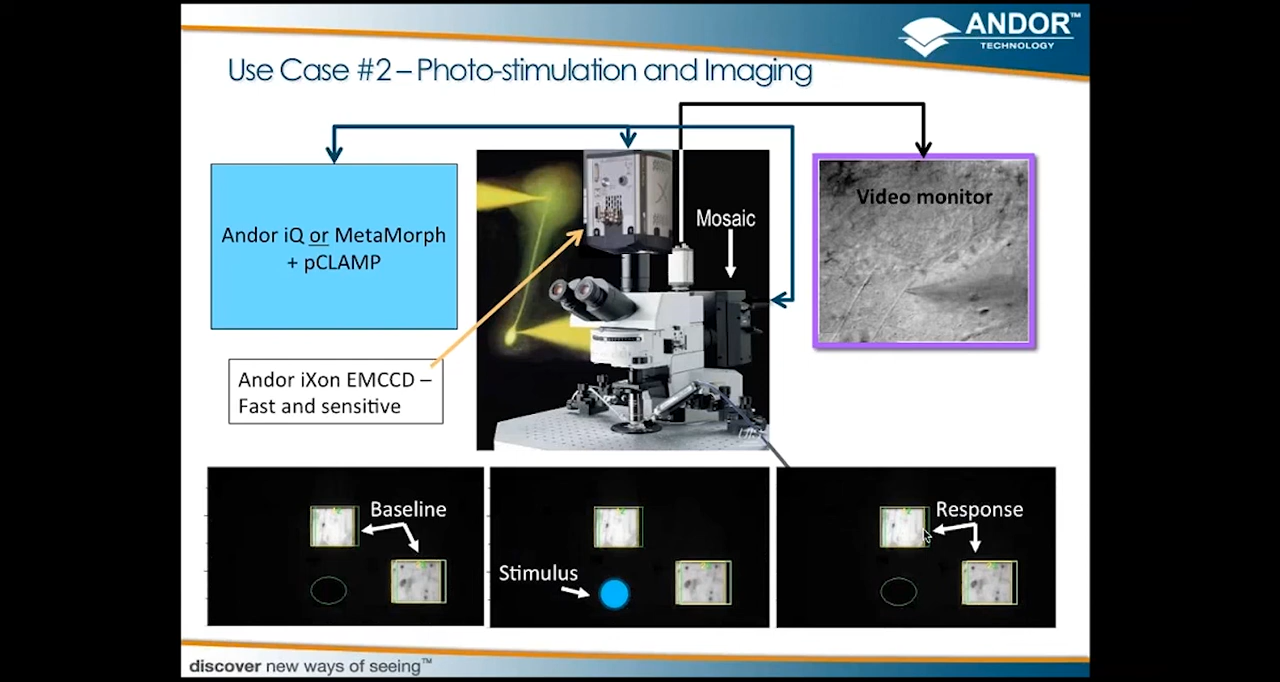 ANDOR™
TECHNOLOGY
Use Case #2 – Photo-stimulation and Imaging
Andor iQ or MetaMorph
+ pCLAMP
Mosaic
Video monitor
Andor iXon EMCCD –
Fast and sensitive
Baseline
Stimulus
Response
discover new ways of seeing™